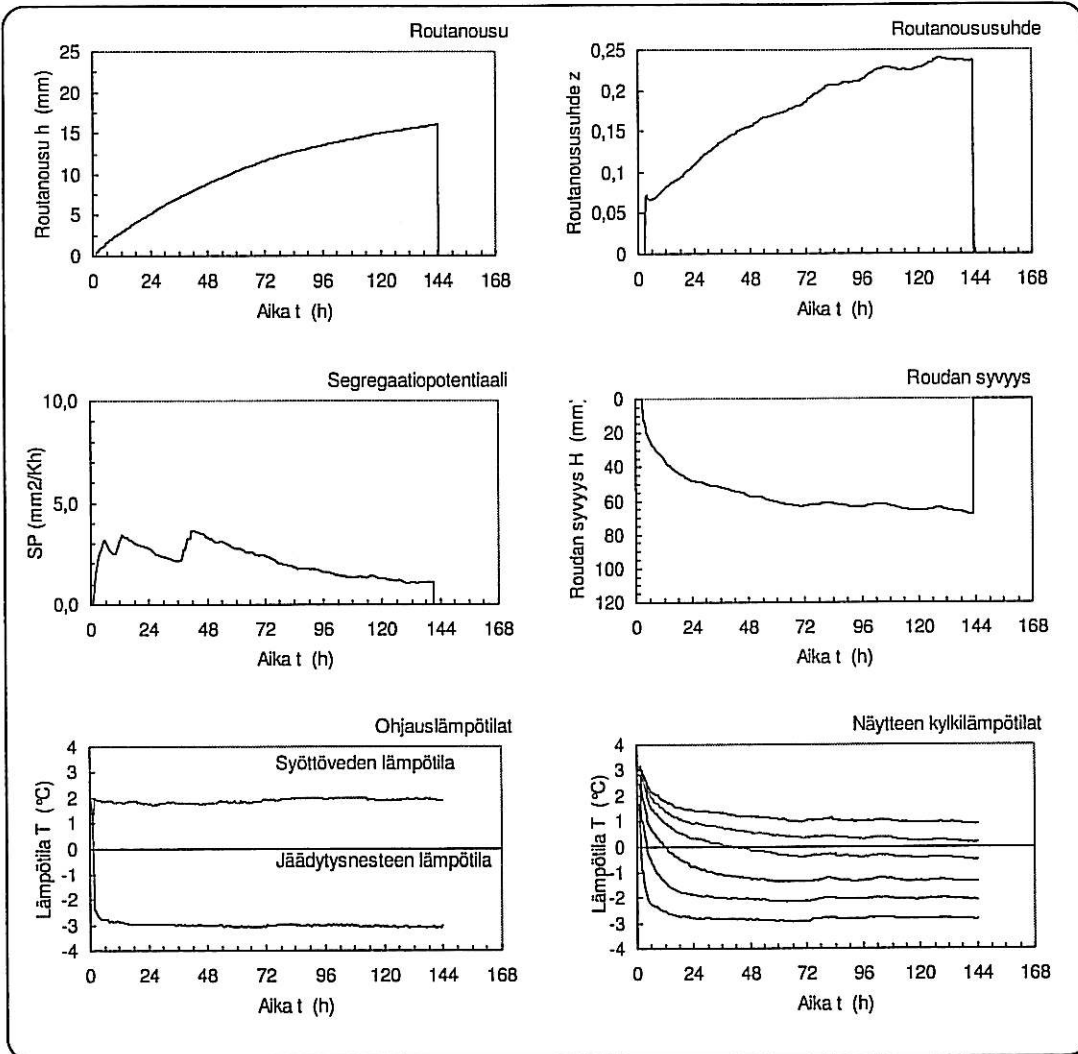 Routanousu
Routanousu h (mm)
25
20
15
10
5
0
0 24 48 72 96 120 144 168
Aika t (h)
Routanoususuhde
Routanoususuhde z
0,25
0,2
0,15
0,1
0,05
0
0 24 48 72 96 120 144 168
Aika t (h)
Segregaatiopotentiaali
SP (mm2/Kh)
10,0
5,0
0,0
0 24 48 72 96 120 144 168
Aika t (h)
Roudan syvyys
Roudan syvyys H (mm)
0
20
40
60
80
100
120
0 24 48 72 96 120 144 168
Aika t (h)
Ohjauslämpötilat
Lämpötila T (°C)
4
3
2
1
0
-1
-2
-3
-4
Syöttöveden lämpötila
Jäädytysnesteen lämpötila
0 24 48 72 96 120 144 168
Aika t (h)
Näytteen kylkilämpötilat
Lämpötila T (°C)
4
3
2
1
0
-1
-2
-3
-4
0 24 48 72 96 120 144 168
Aika t (h)